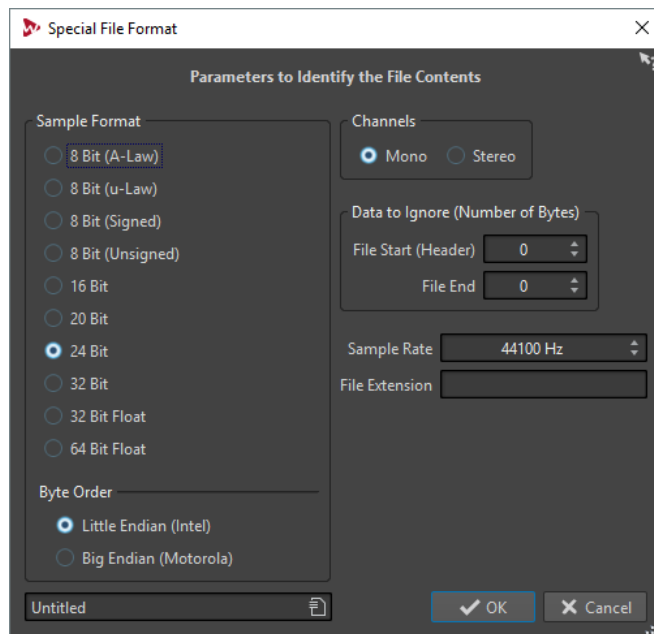 Special File Format
Parameters to Identify the File Contents
Sample Format
8 Bit (A-Law)
8 Bit (u-Law)
8 Bit (Signed)
8 Bit (Unsigned)
16 Bit
20 Bit
24 Bit
32 Bit
32 Bit Float
64 Bit Float
Byte Order
Little Endian (Intel)
Big Endian (Motorola)
Channels
Mono Stereo
Data to Ignore (Number of Bytes)
File Start (Header) 0
File End 0
Sample Rate 44100 Hz
File Extension
Untitled
OK Cancel